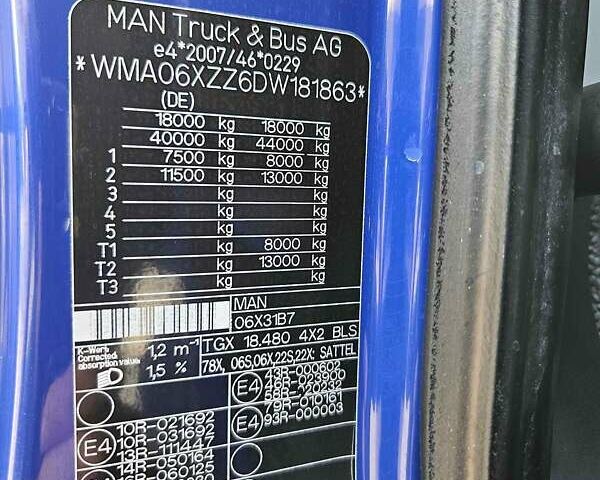 MAN Truck & Bus AG
e4*2007/46*0229
*WMA06XZZ6DW181863*
(DE)
18000 kg 18000 kg
40000 kg 44000 kg
1 7500 kg 8000 kg
2 11500 kg 13000 kg
3 kg kg
4 kg kg
5 kg kg
T1 kg 8000 kg
T2 kg 13000 kg
T3 kg kg
MAN
06X31B7
TGX 18.480 4X2 BLS
78X, 06S,06X,22S,22X: SATTEL
K-Wert
Corrected
absorption value:
1,2 m-1
1,5 %
E4
43R-000602
58R-020232
79R-010161
93R-000003
E4
10R-021692
10R-031692
13R-111447
14R-050164